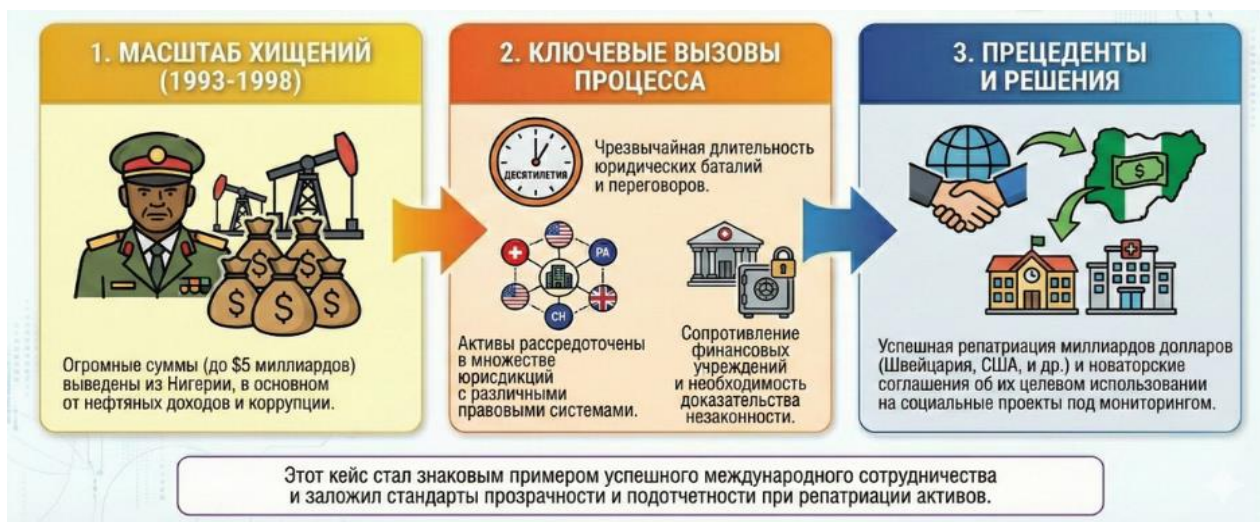 1. МАСШТАБ ХИЩЕНИЙ
(1993-1998)
$
$
$
$
$
Огромные суммы (до $5 миллиардов)
выведены из Нигерии, в основном
от нефтяных доходов и коррупции.
2. КЛЮЧЕВЫЕ ВЫЗОВЫ
ПРОЦЕССА
ДЕСЯТИЛЕТИЯ
Чрезвычайная длительность
юридических баталий
и переговоров.
PA
CH
Активы рассредоточены
в множестве
юрисдикций
с различными
правовыми системами.
Сопротивление
финансовых
учреждений
и необходимость
доказательства
незаконности.
3. ПРЕЦЕДЕНТЫ
И РЕШЕНИЯ
$
Успешная репатриация миллиардов долларов
(Швейцария, США, и др.) и новаторские
соглашения об их целевом использовании
на социальные проекты под мониторингом.
Этот кейс стал знаковым примером успешного международного сотрудничества
и заложил стандарты прозрачности и подотчетности при репатриации активов.